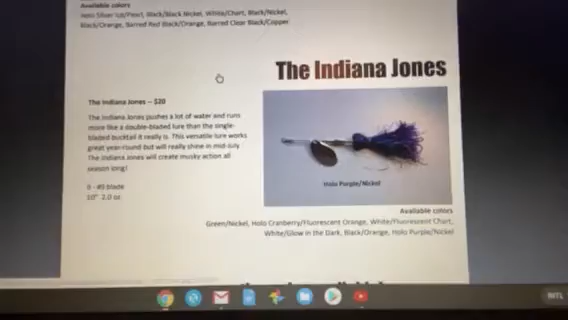 Available colors
Holo Silver Top/Pearl, Black/Black Nickel, White/Chart, Black/Nickel,
Black/Orange, Barred Red Black/Orange, Barred Clear Black/Copper
The Indiana Jones
The Indiana Jones -- $20
The Indiana Jones pushes a lot of water and runs
more like a double-bladed lure than the single-
bladed bucktail it really is. This versatile lure works
great year-round but will really shine in mid-July
The Indiana Jones will create musky action all
season long!
9 - #9 blade
10" 2.0 oz
Holo Purple/Nickel
Available colors
Green/Nickel, Holo Cranberry/Fluorescent Orange, White/Fluorescent Chart,
White/Glow in the Dark, Black/Orange, Holo Purple/Nickel
INTL